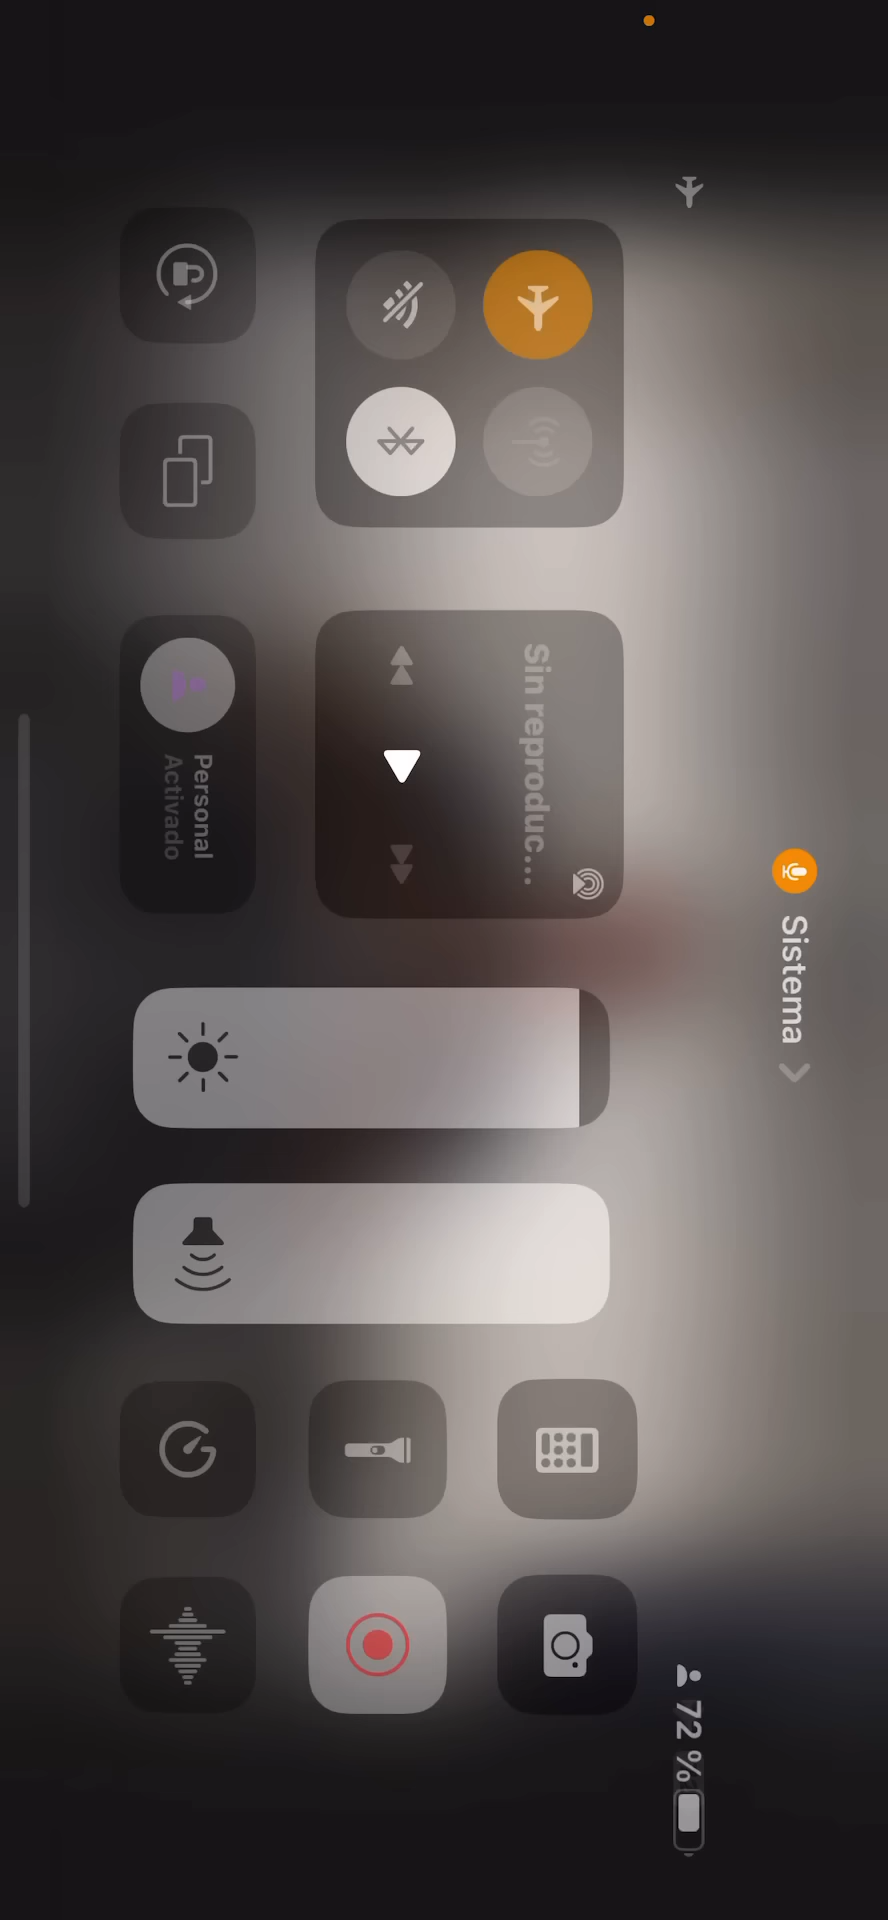 Sistema
72 %
Sin reproduc...
Personal
Activado